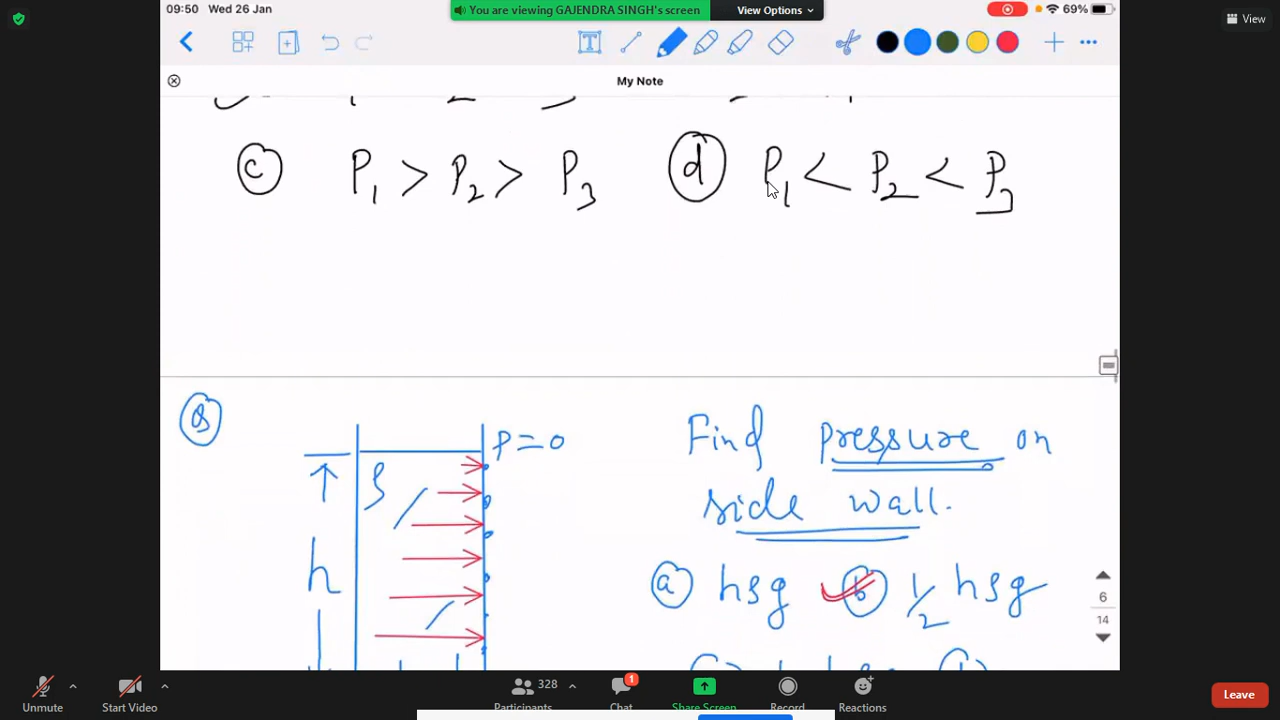 09:50 Wed 26 Jan
You are viewing GAJENDRA SINGH's screen
View Options
69%
View
My Note
c P1 > P2 > P3
d P1 < P2 < P3
Q
P=0
ρ
h
Find pressure on
side wall.
a hρg b 1/2 hρg
6
14
Unmute
Start Video
328
Participants
1
Chat
Share Screen
Record
Reactions
Leave